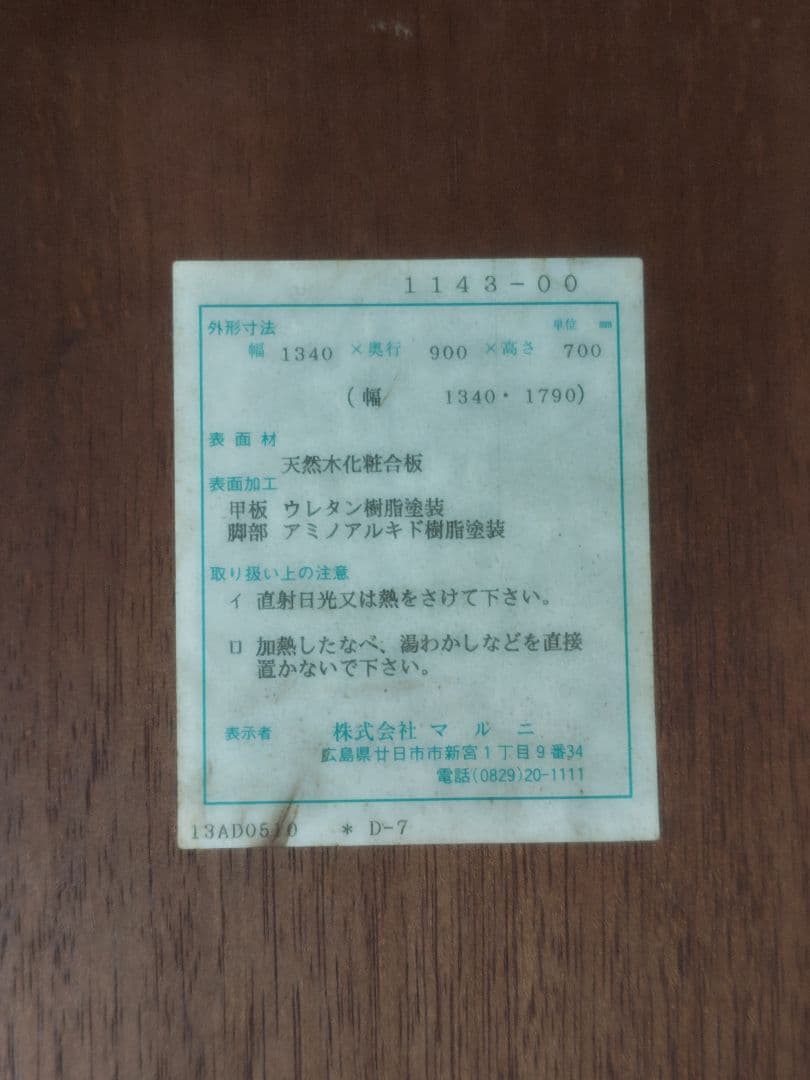 1143-00
外形寸法 単位 mm
幅 1340 ×奥行 900 ×高さ 700
(幅 1340・1790)
表面材
天然木化粧合板
表面加工
甲板 ウレタン樹脂塗装
脚部 アミノアルキド樹脂塗装
取り扱い上の注意
イ 直射日光又は熱をさけて下さい。
ロ 加熱したなべ、湯わかしなどを直接
置かないで下さい。
表示者 株式会社 マルニ
広島県廿日市市新宮1丁目9番34
電話(0829)20-1111
13AD0510 * D-7